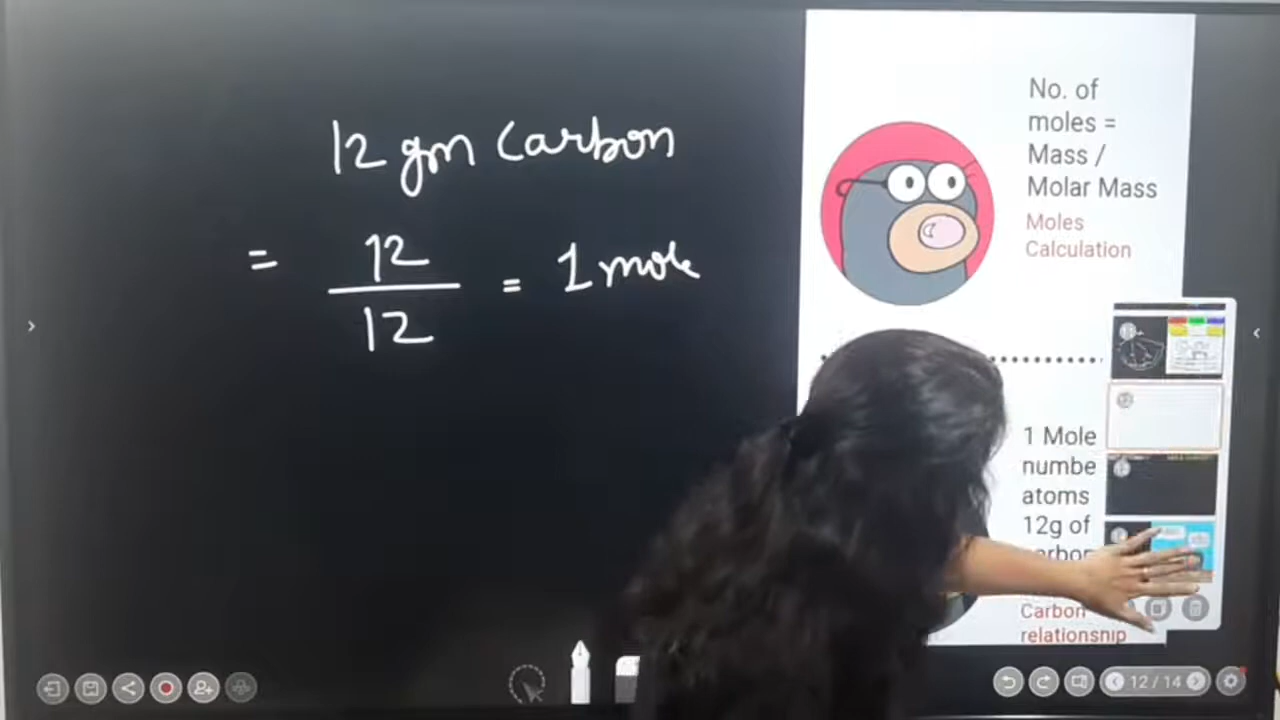 12 gm Carbon
= 12 / 12 = 1 mole
No. of
moles =
Mass /
Molar Mass
Moles
Calculation
1 Mole
numbe
atoms
12g of
Carbon
relationship
12 / 14